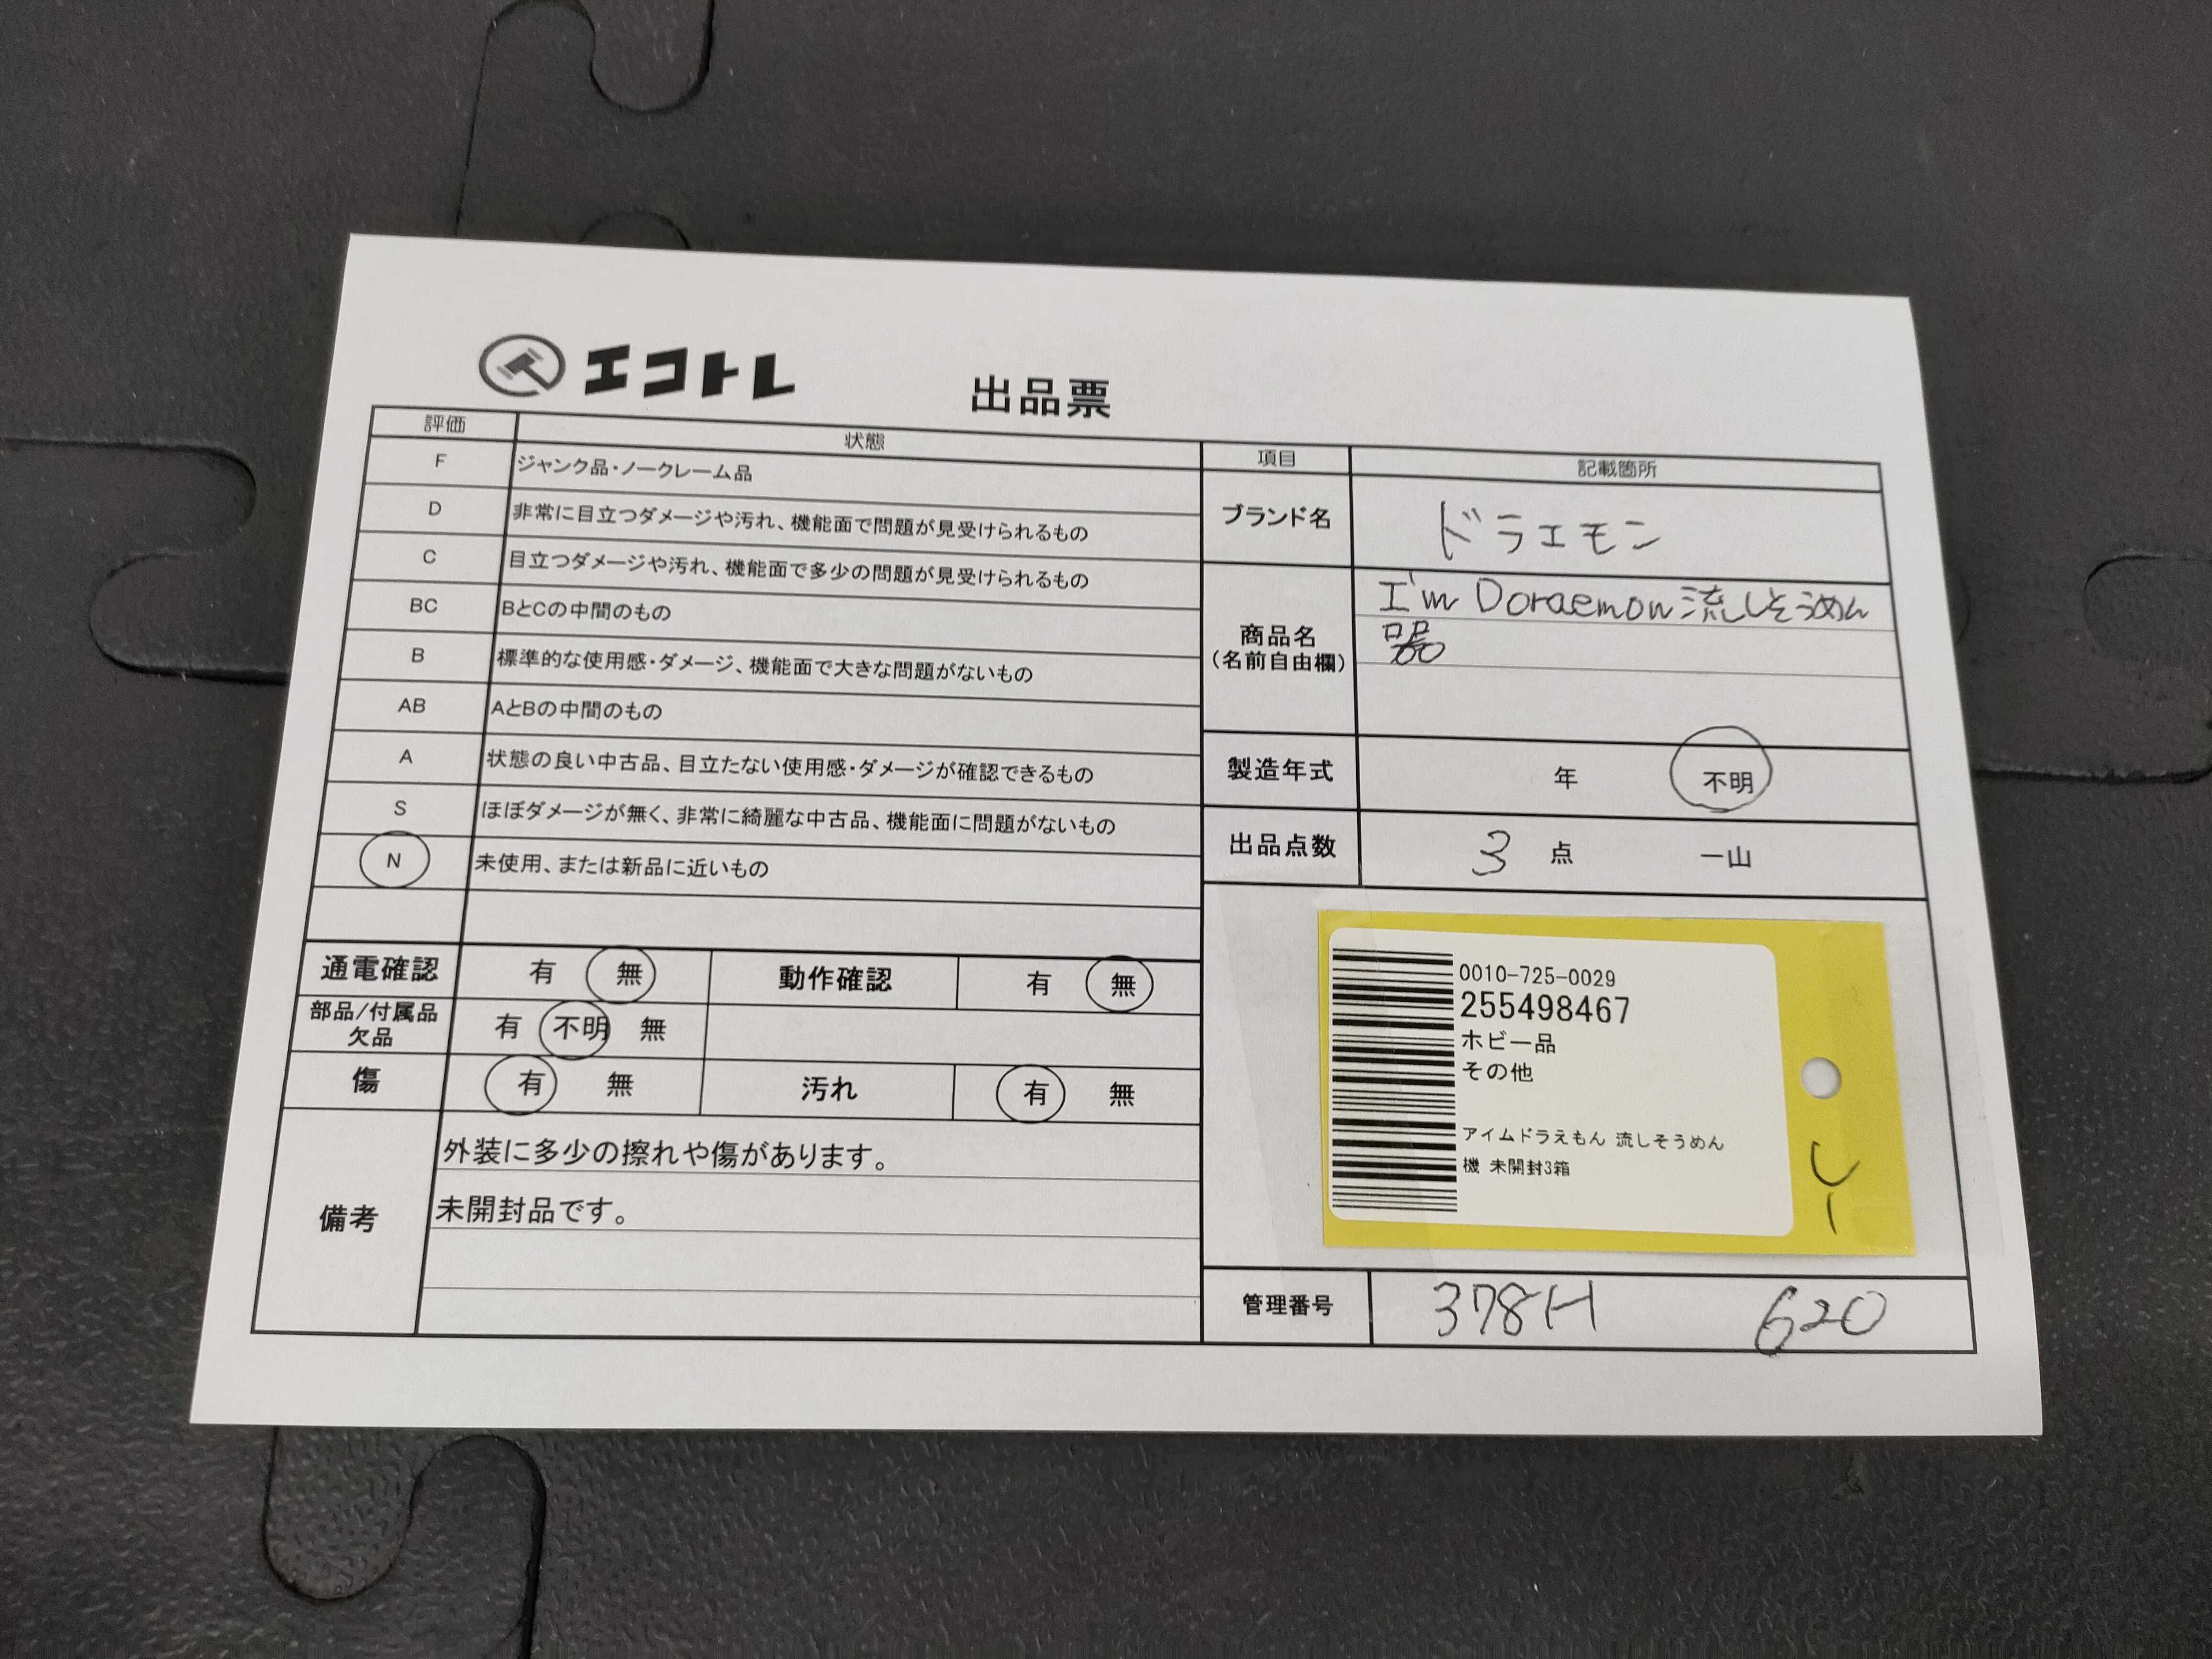 エコトレ
出品票
評価 状態
F ジャンク品・ノークレーム品
D 非常に目立つダメージや汚れ、機能面で問題が見受けられるもの
C 目立つダメージや汚れ、機能面で多少の問題が見受けられるもの
BC BとCの中間のもの
B 標準的な使用感・ダメージ、機能面で大きな問題がないもの
AB AとBの中間のもの
A 状態の良い中古品、目立たない使用感・ダメージが確認できるもの
S ほぼダメージが無く、非常に綺麗な中古品、機能面に問題がないもの
N 未使用、または新品に近いもの
通電確認 有 無 動作確認 有 無
部品/付属品
欠品 有 不明 無
傷 有 無 汚れ 有 無
備考
外装に多少の擦れや傷があります。
未開封品です。
項目 記載箇所
ブランド名 ドラエモン
商品名
(名前自由欄)
I'm Doraemon 流しそうめん
器
製造年式 年 不明
出品点数 3 点 一山
0010-725-0029
255498467
ホビー品
その他
アイムドラえもん 流しそうめん
機 未開封3箱
管理番号 378H 620